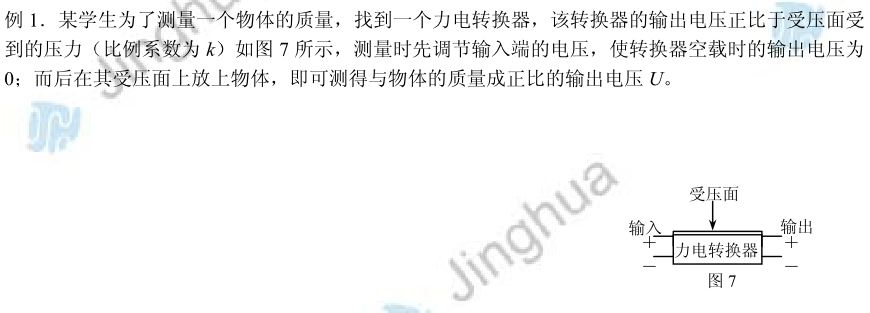 例 1．某学生为了测量一个物体的质量，找到一个力电转换器，该转换器的输出电压正比于受压面受
到的压力（比例系数为 k）如图 7 所示，测量时先调节输入端的电压，使转换器空载时的输出电压为
0；而后在其受压面上放上物体，即可测得与物体的质量成正比的输出电压 U。
Jinghua
JH
Jinghua
受压面
输入 输出
+ 力电转换器 +
— —
图 7